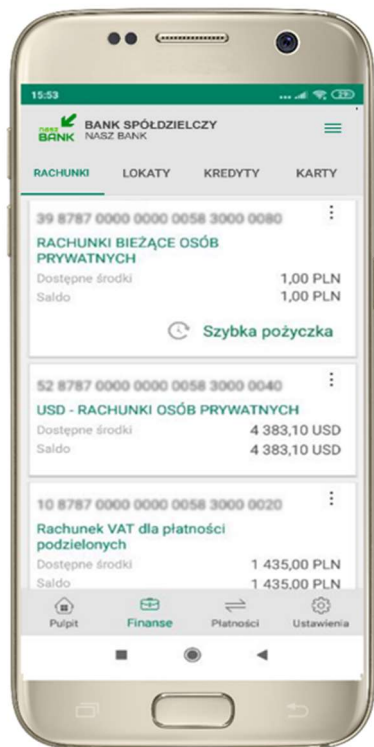 15:53
nasz BANK
BANK SPÓŁDZIELCZY
NASZ BANK
RACHUNKI LOKATY KREDYTY KARTY
39 8787 0000 0000 0058 3000 0080
RACHUNKI BIEŻĄCE OSÓB
PRYWATNYCH
Dostępne środki 1,00 PLN
Saldo 1,00 PLN
Szybka pożyczka
52 8787 0000 0000 0058 3000 0040
USD - RACHUNKI OSÓB PRYWATNYCH
Dostępne środki 4 383,10 USD
Saldo 4 383,10 USD
10 8787 0000 0000 0058 3000 0020
Rachunek VAT dla płatności
podzielonych
Dostępne środki 1 435,00 PLN
Saldo 1 435,00 PLN
Pulpit Finanse Płatności Ustawienia